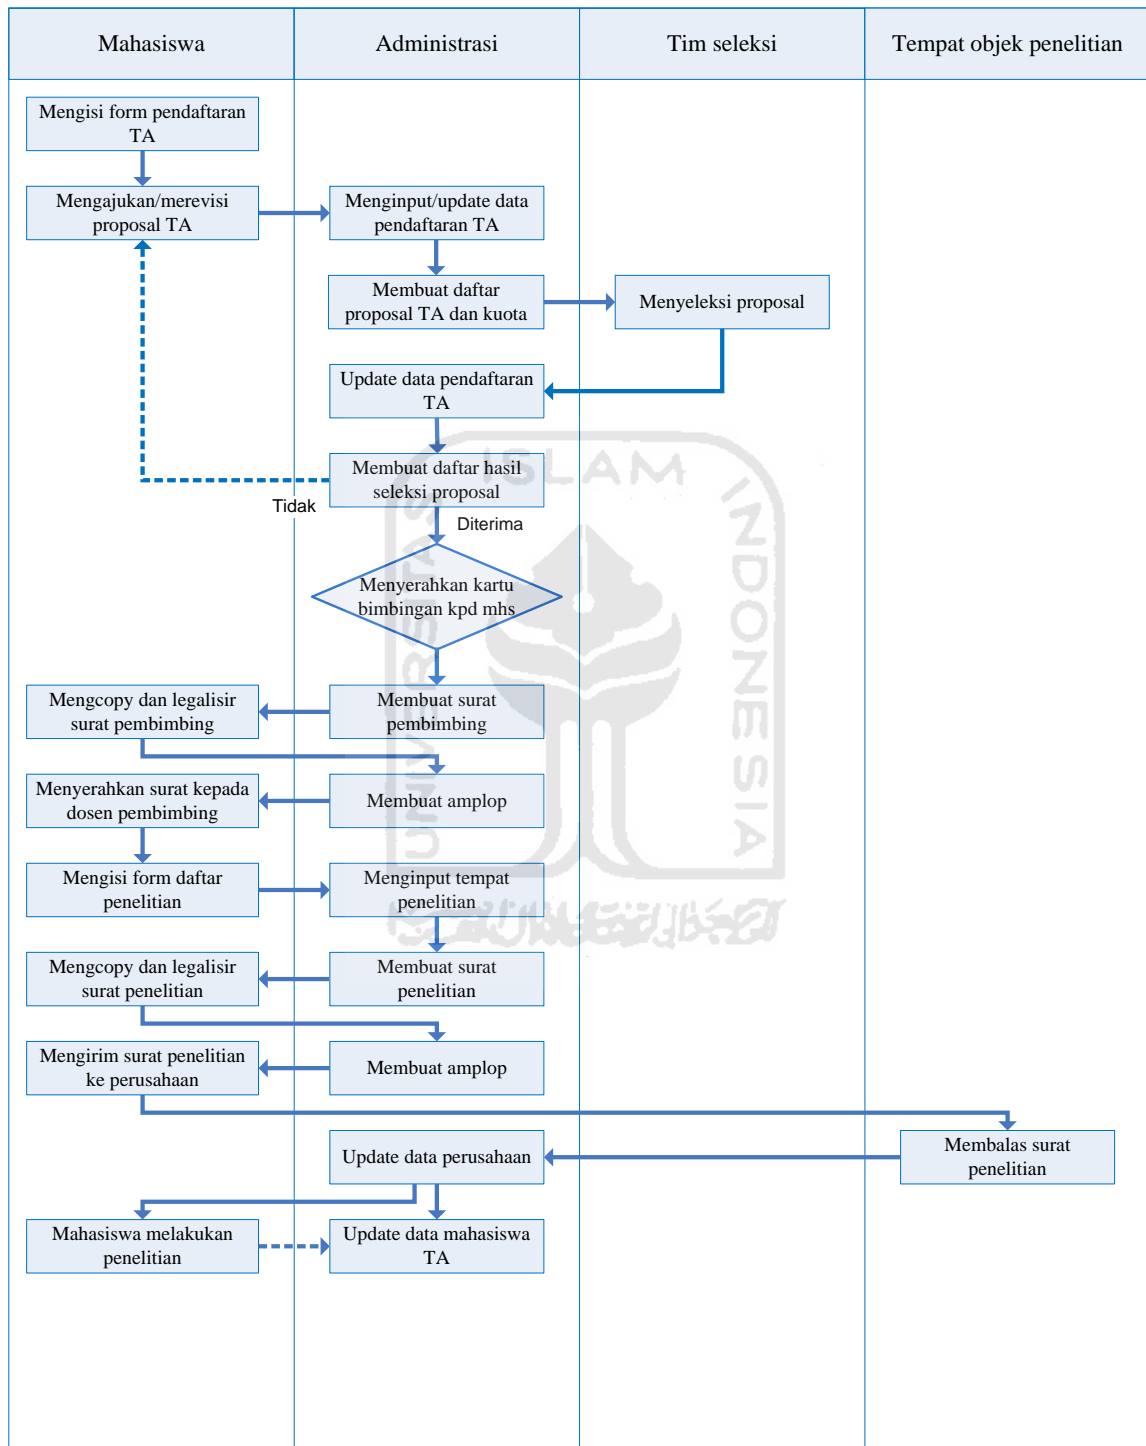 Mahasiswa
Administrasi
Tim seleksi
Tempat objek penelitian
Mengisi form pendaftaran
TA
Mengajukan/merevisi
proposal TA
Menginput/update data
pendaftaran TA
Membuat daftar
proposal TA dan kuota
Menyeleksi proposal
Update data pendaftaran
TA
Membuat daftar hasil
seleksi proposal
Tidak
Diterima
Menyerahkan kartu
bimbingan kpd mhs
Mengcopy dan legalisir
surat pembimbing
Membuat surat
pembimbing
Menyerahkan surat kepada
dosen pembimbing
Membuat amplop
Mengisi form daftar
penelitian
Menginput tempat
penelitian
Mengcopy dan legalisir
surat penelitian
Membuat surat
penelitian
Mengirim surat penelitian
ke perusahaan
Membuat amplop
Update data perusahaan
Membalas surat
penelitian
Mahasiswa melakukan
penelitian
Update data mahasiswa
TA
UNIVERSITAS
ISLAM
INDONESIA